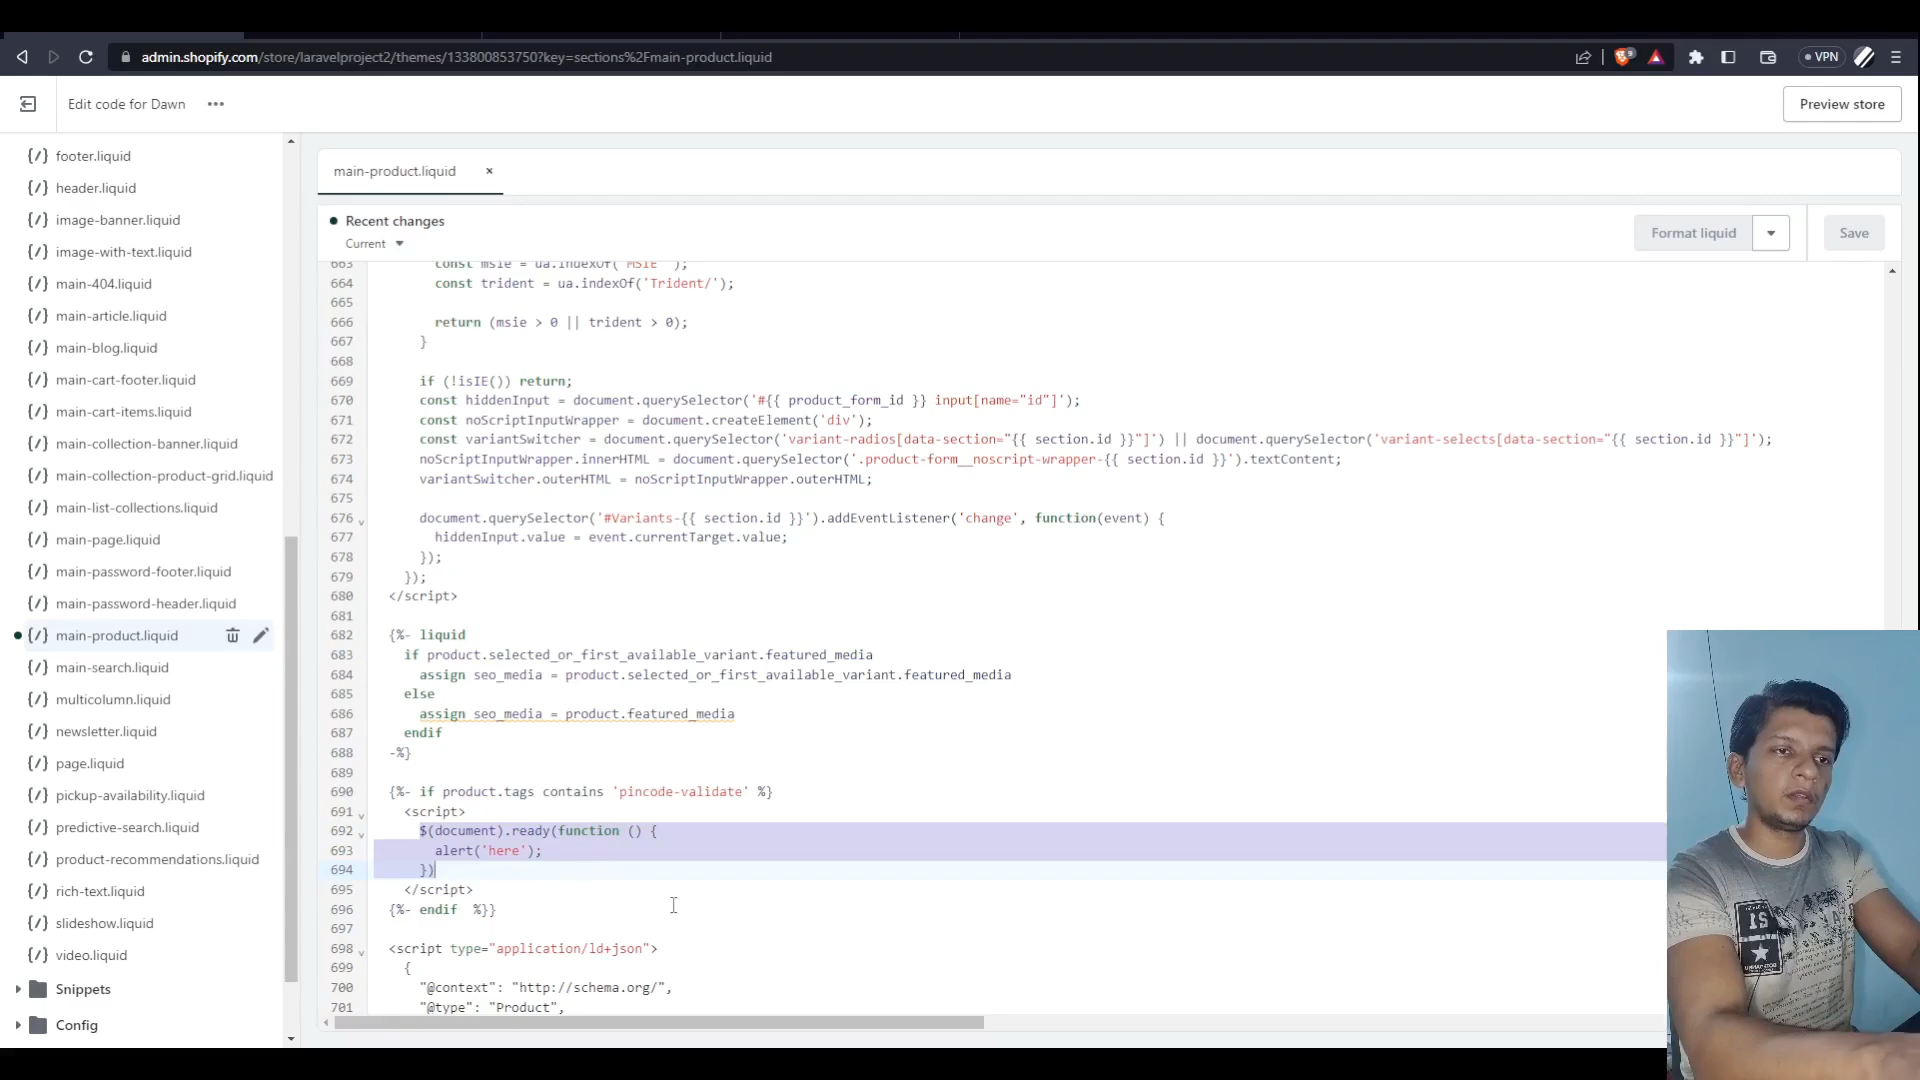 admin.shopify.com/store/laravelproject2/themes/133800853750?key=sections%2Fmain-product.liquid
9
VPN
Edit code for Dawn
Preview store
{/} footer.liquid
{/} header.liquid
{/} image-banner.liquid
{/} image-with-text.liquid
{/} main-404.liquid
{/} main-article.liquid
{/} main-blog.liquid
{/} main-cart-footer.liquid
{/} main-cart-items.liquid
{/} main-collection-banner.liquid
{/} main-collection-product-grid.liquid
{/} main-list-collections.liquid
{/} main-page.liquid
{/} main-password-footer.liquid
{/} main-password-header.liquid
{/} main-product.liquid
{/} main-search.liquid
{/} multicolumn.liquid
{/} newsletter.liquid
{/} page.liquid
{/} pickup-availability.liquid
{/} predictive-search.liquid
{/} product-recommendations.liquid
{/} rich-text.liquid
{/} slideshow.liquid
{/} video.liquid
Snippets
Config
main-product.liquid
Recent changes
Current
Format liquid
Save
663 const msie = ua.indexOf('MSIE ');
664 const trident = ua.indexOf('Trident/');
665
666 return (msie > 0 || trident > 0);
667 }
668
669 if (!isIE()) return;
670 const hiddenInput = document.querySelector('#{{ product_form_id }} input[name="id"]');
671 const noScriptInputWrapper = document.createElement('div');
672 const variantSwitcher = document.querySelector('variant-radios[data-section="{{ section.id }}"]') || document.querySelector('variant-selects[data-section="{{ section.id }}"]');
673 noScriptInputWrapper.innerHTML = document.querySelector('.product-form__noscript-wrapper-{{ section.id }}').textContent;
674 variantSwitcher.outerHTML = noScriptInputWrapper.outerHTML;
675
676 document.querySelector('#Variants-{{ section.id }}').addEventListener('change', function(event) {
677 hiddenInput.value = event.currentTarget.value;
678 });
679 });
680 </script>
681
682 {%- liquid
683 if product.selected_or_first_available_variant.featured_media
684 assign seo_media = product.selected_or_first_available_variant.featured_media
685 else
686 assign seo_media = product.featured_media
687 endif
688 -%}
689
690 {%- if product.tags contains 'pincode-validate' %}
691 <script>
692 $(document).ready(function () {
693 alert('here');
694 })
695 </script>
696 {%- endif  %}}
697
698 <script type="application/ld+json">
699 {
700 "@context": "http://schema.org/",
701 "@type": "Product",
IS